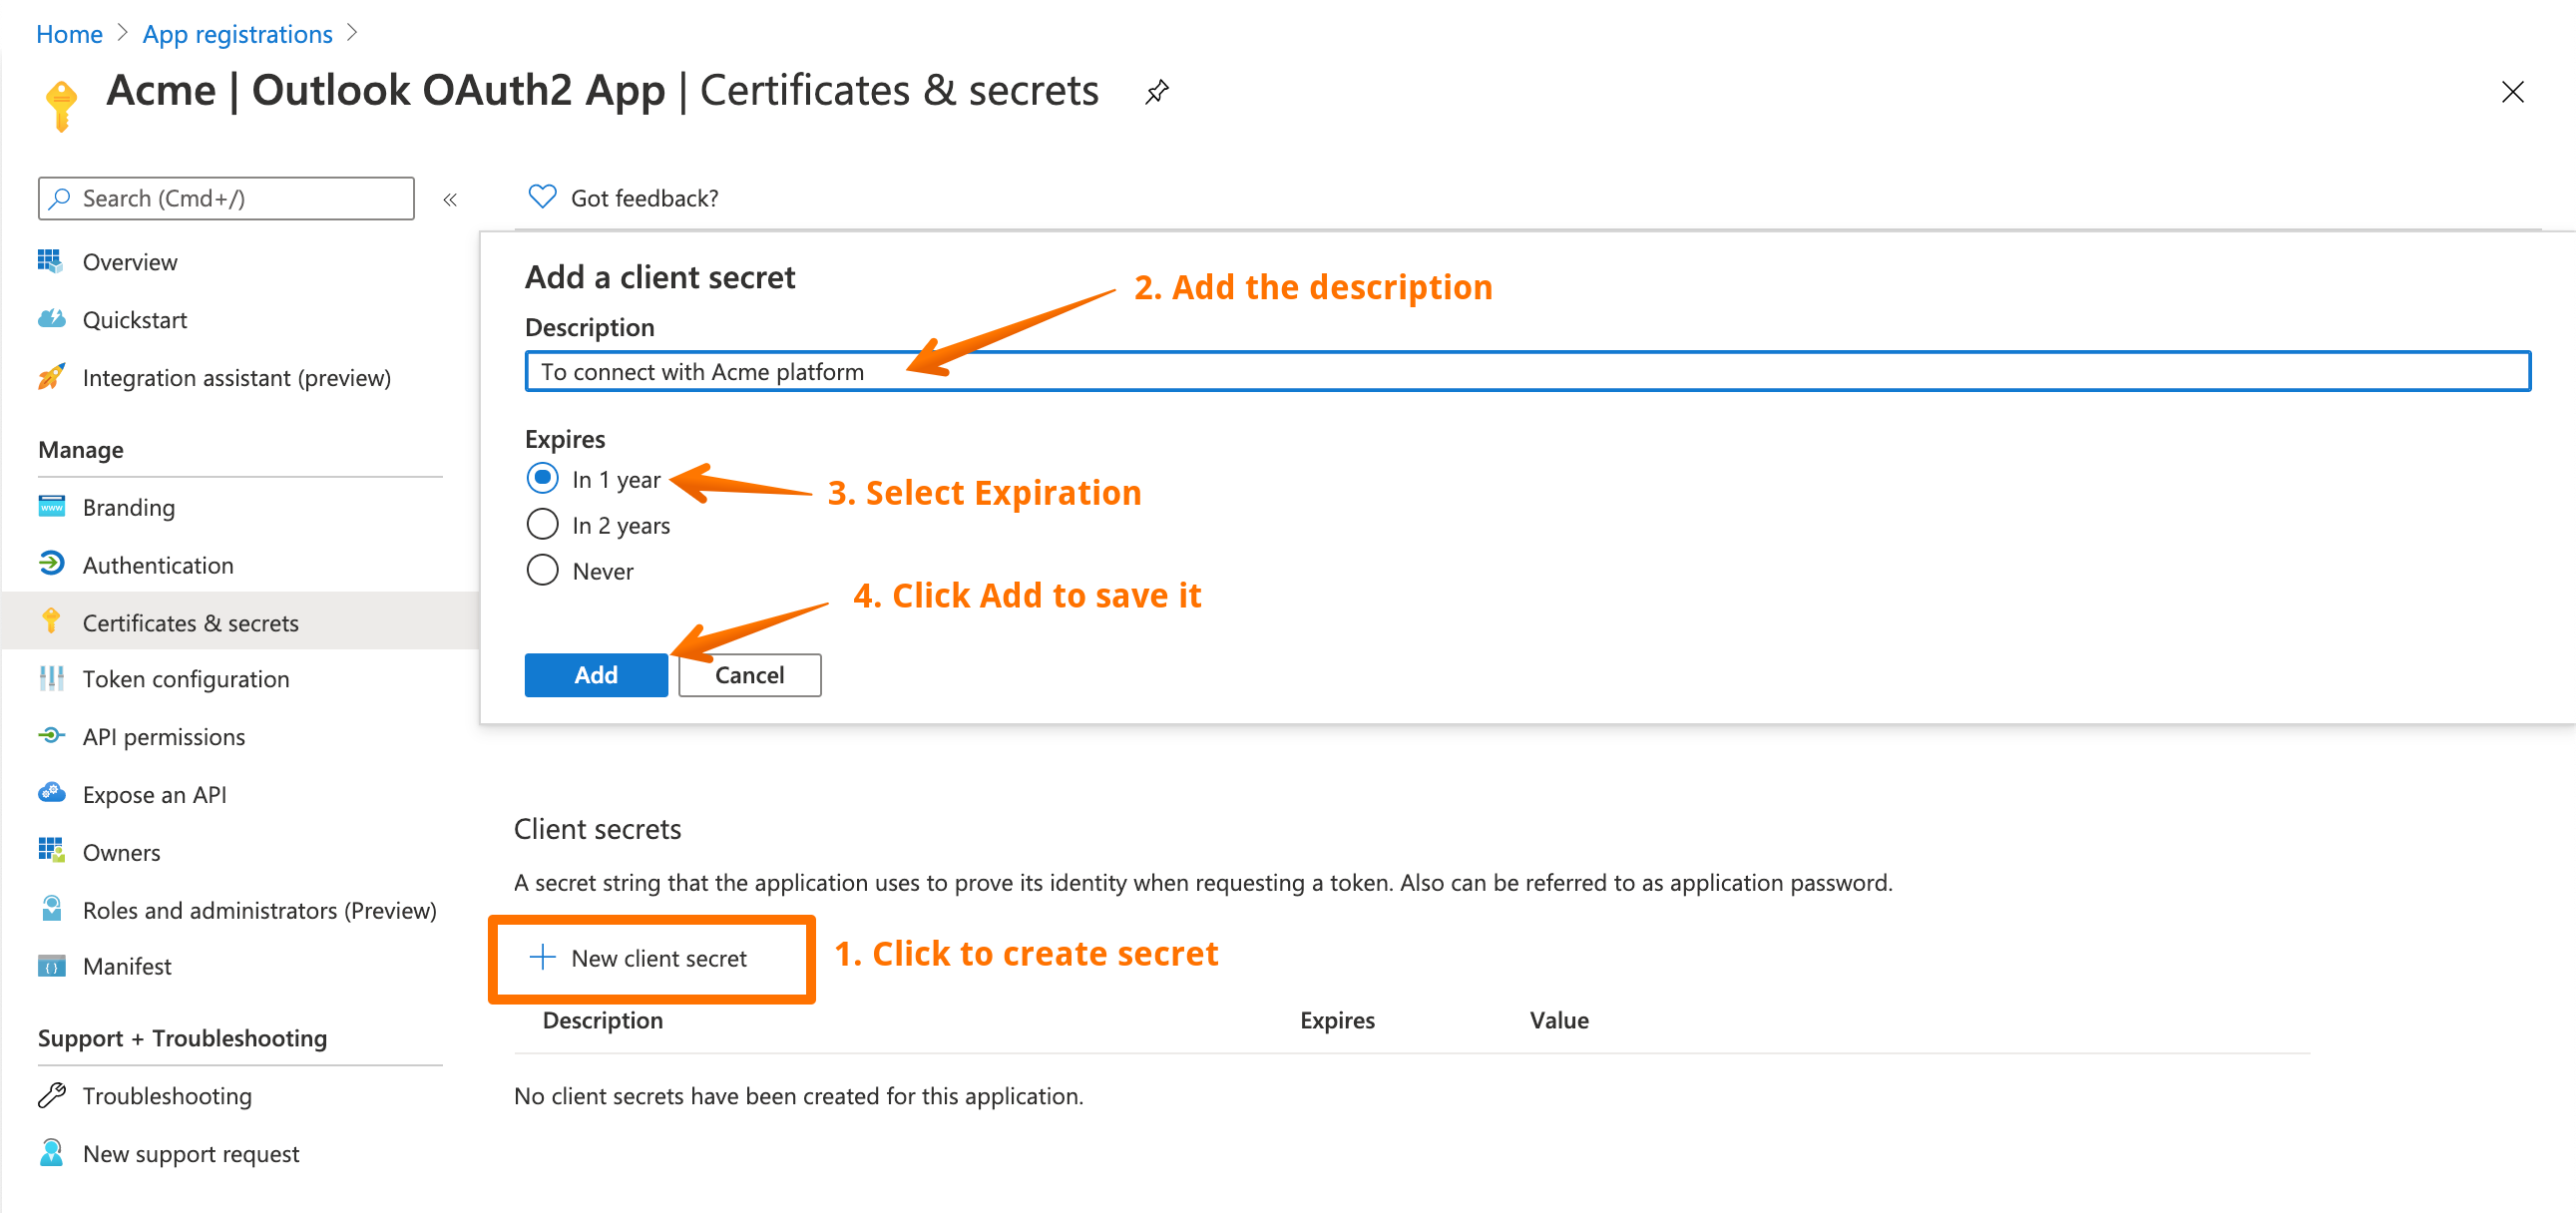 Home > App registrations >
Acme | Outlook OAuth2 App | Certificates & secrets
Search (Cmd+/)
«
Overview
Quickstart
Integration assistant (preview)
Manage
Branding
Authentication
Certificates & secrets
Token configuration
API permissions
Expose an API
Owners
Roles and administrators (Preview)
Manifest
Support + Troubleshooting
Troubleshooting
New support request
Got feedback?
Add a client secret
2. Add the description
Description
To connect with Acme platform
Expires
In 1 year
3. Select Expiration
In 2 years
Never
4. Click Add to save it
Add
Cancel
Client secrets
A secret string that the application uses to prove its identity when requesting a token. Also can be referred to as application password.
New client secret
1. Click to create secret
Description Expires Value
No client secrets have been created for this application.